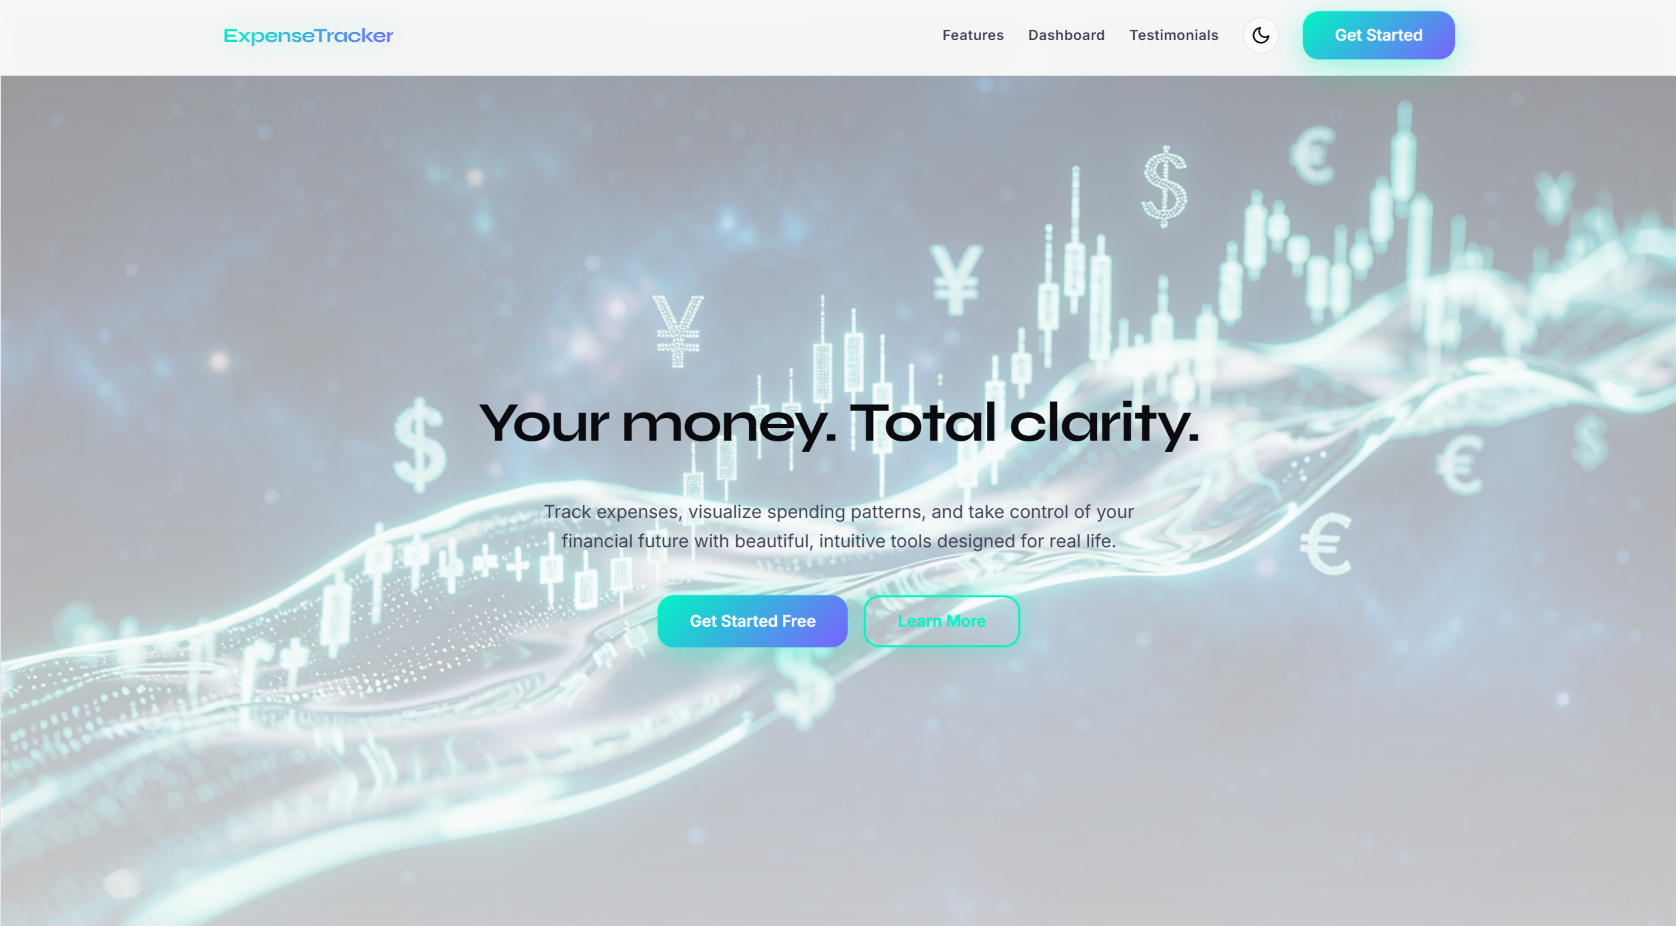 ExpenseTracker
Features
Dashboard
Testimonials
Get Started
$
€
¥
¥
¥
$
Your money. Total clarity.
$
€
Track expenses, visualize spending patterns, and take control of your
financial future with beautiful, intuitive tools designed for real life.
€
Get Started Free
Learn More
$